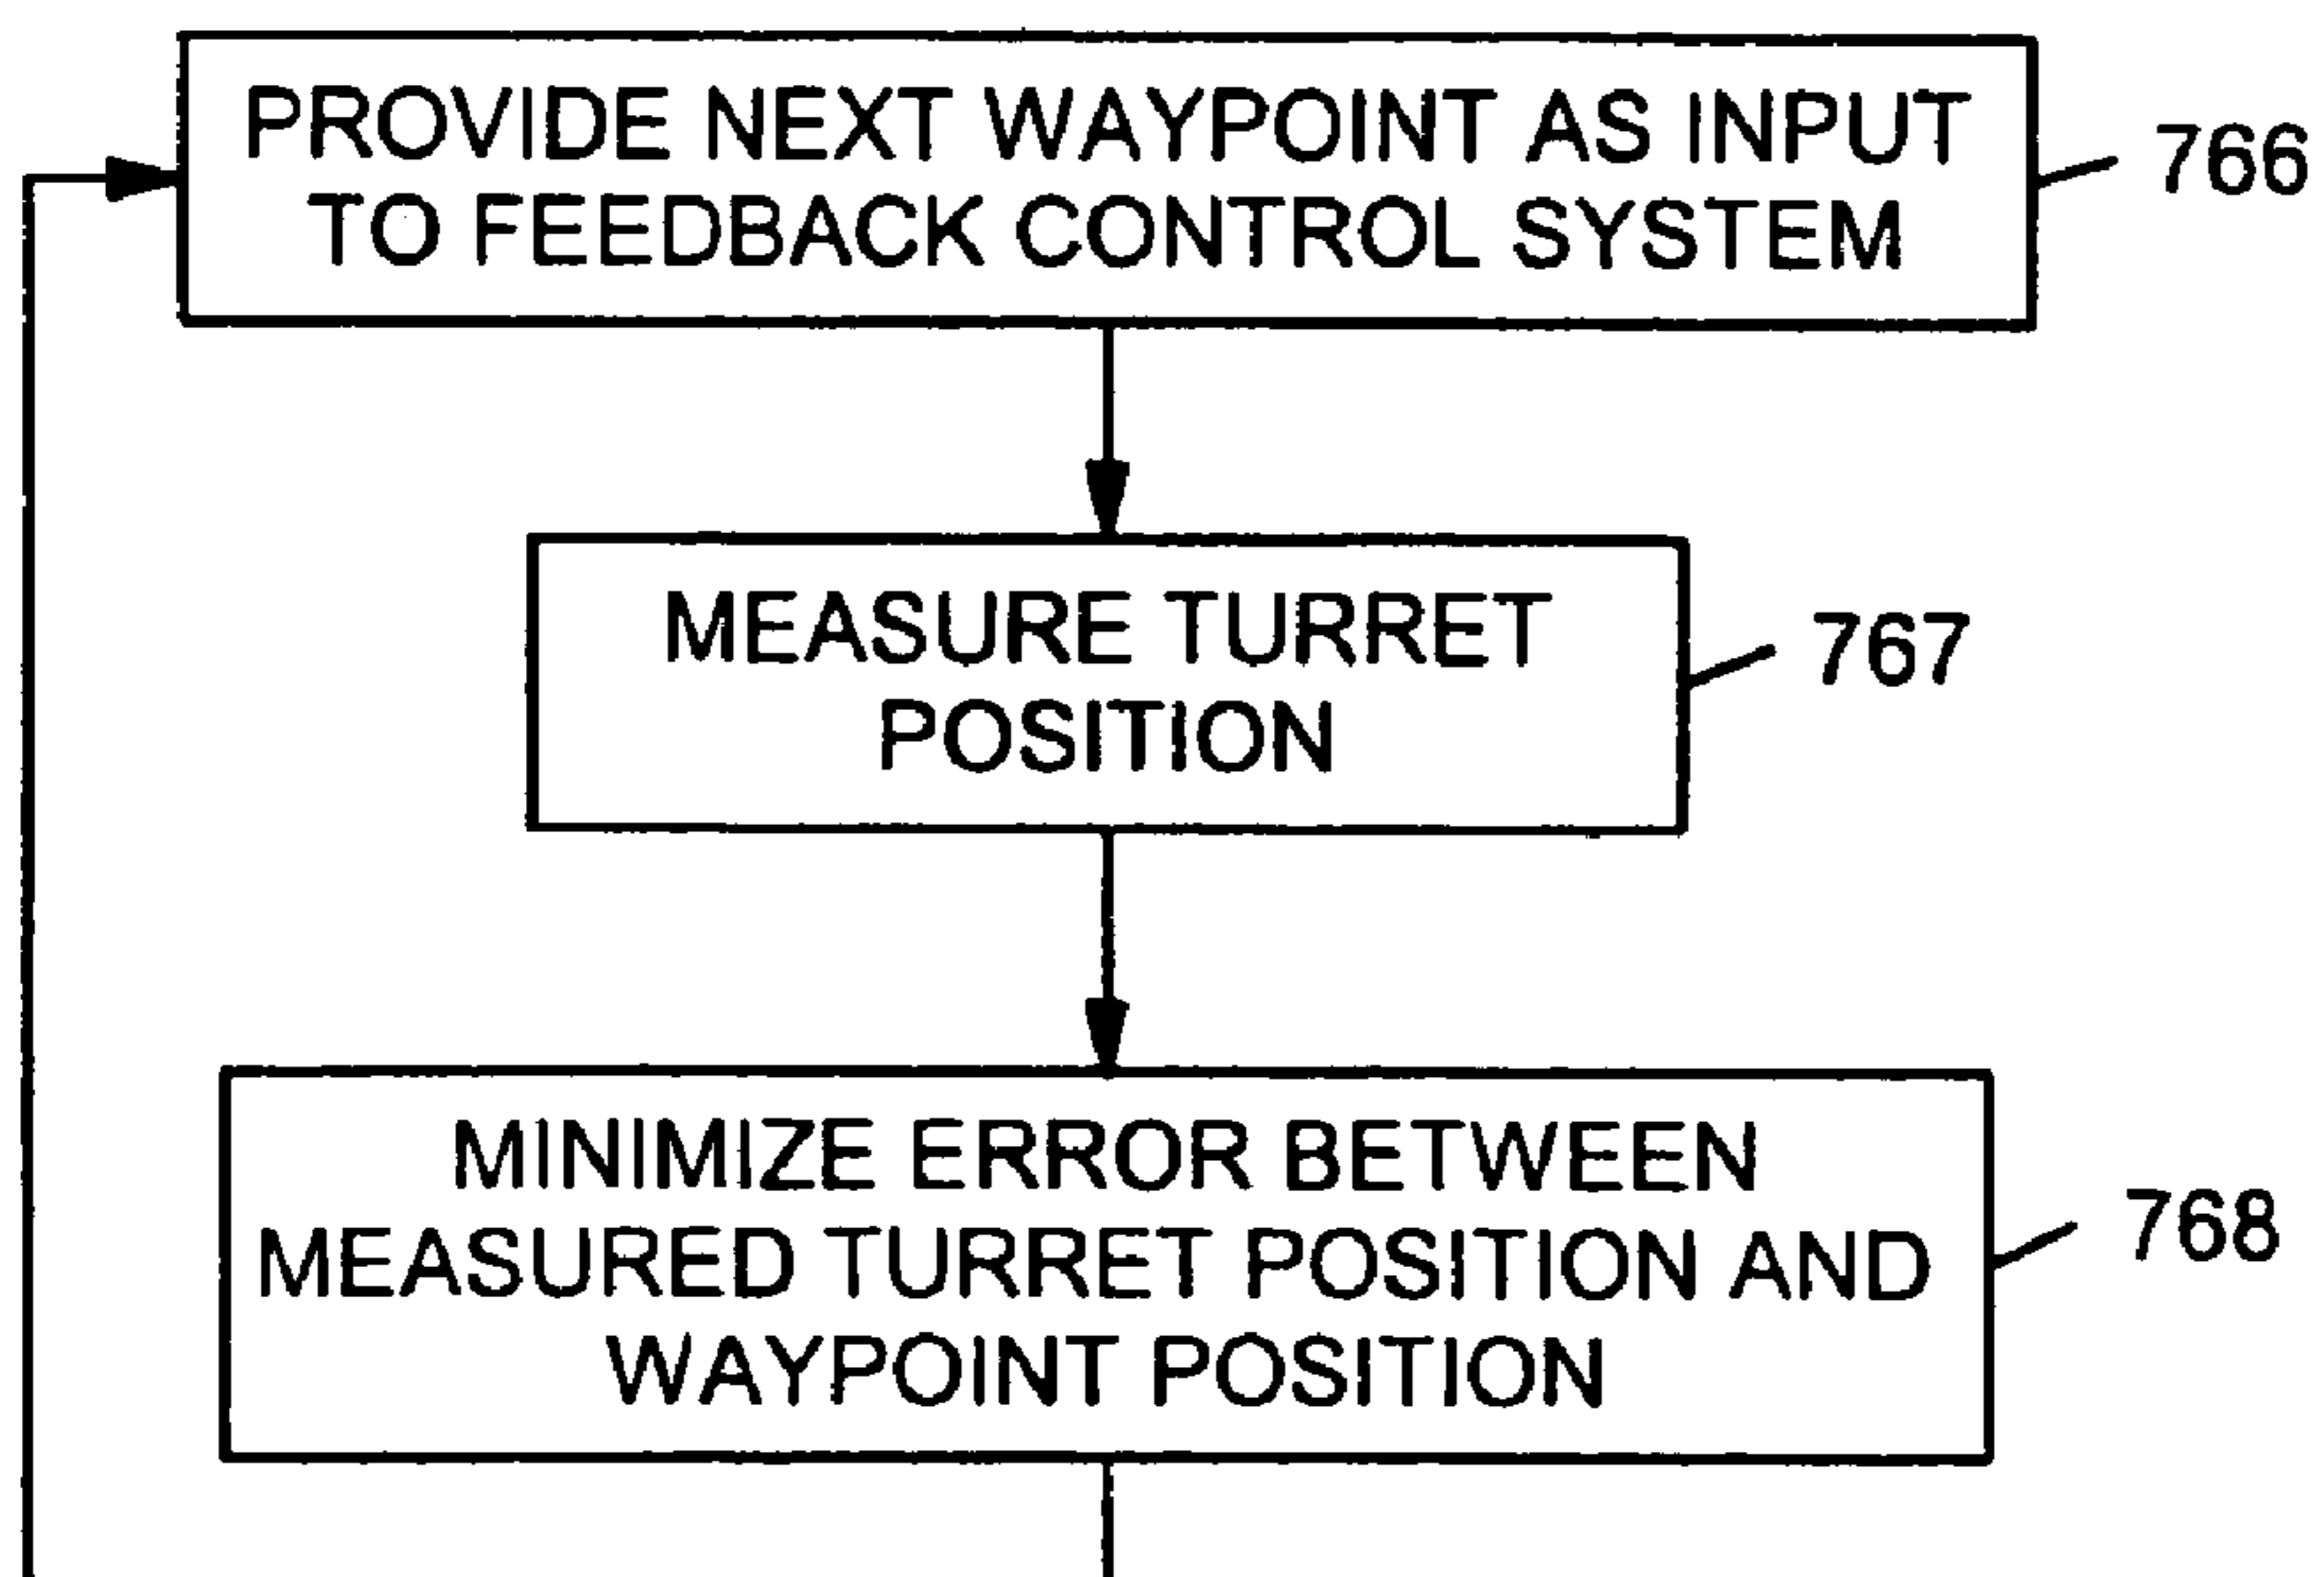 PROVIDE NEXT WAYPOINT AS INPUT
TO FEEDBACK CONTROL SYSTEM
766
MEASURE TURRET
POSITION
767
MINIMIZE ERROR BETWEEN
MEASURED TURRET POSITION AND
WAYPOINT POSITION
768